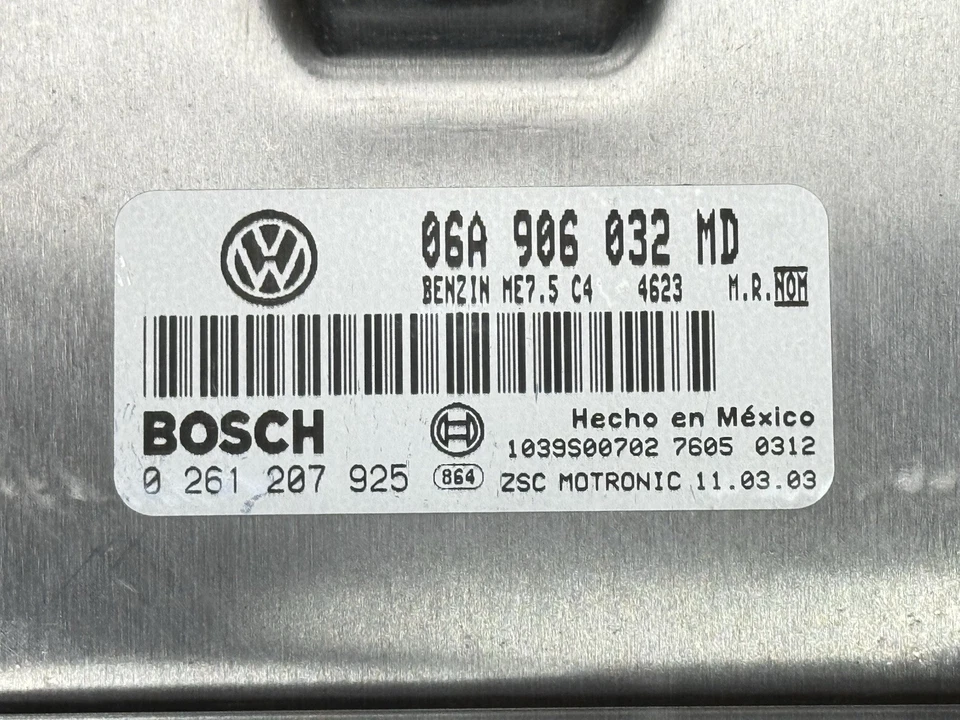 06A 906 032 MD
BENZIN ME7.5 C4 4623 M.R.NOM
BOSCH Hecho en México
1039S00702 7605 0312
0 261 207 925 864 ZSC MOTRONIC 11.03.03